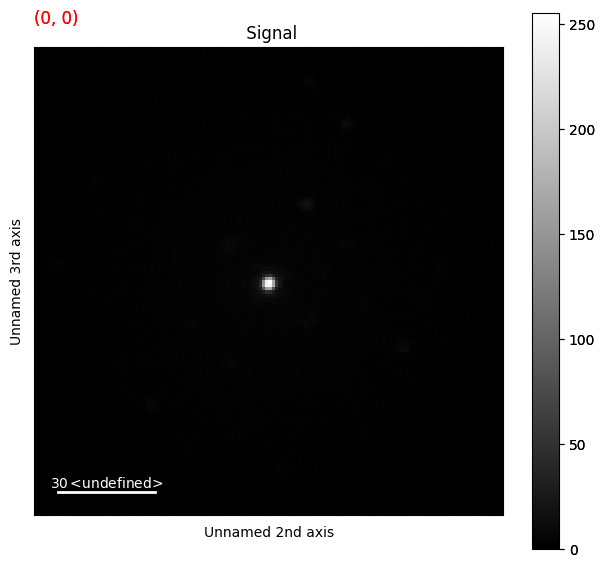 (0, 0)
Signal
Unnamed 3rd axis
30 <undefined>
Unnamed 2nd axis
250
200
150
100
50
0